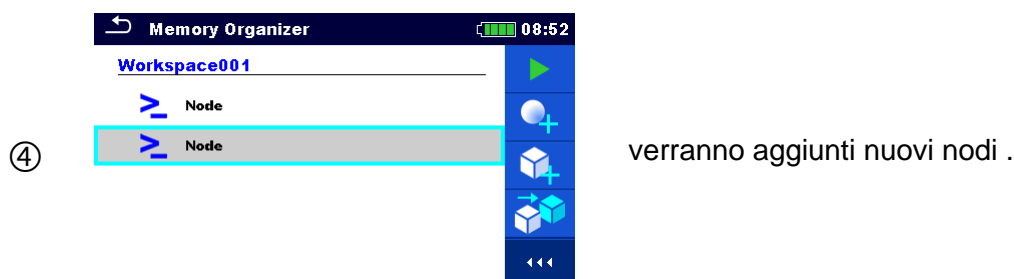 Memory Organizer 08:52
Workspace001
>_ Node
>_ Node
④ verranno aggiunti nuovi nodi .